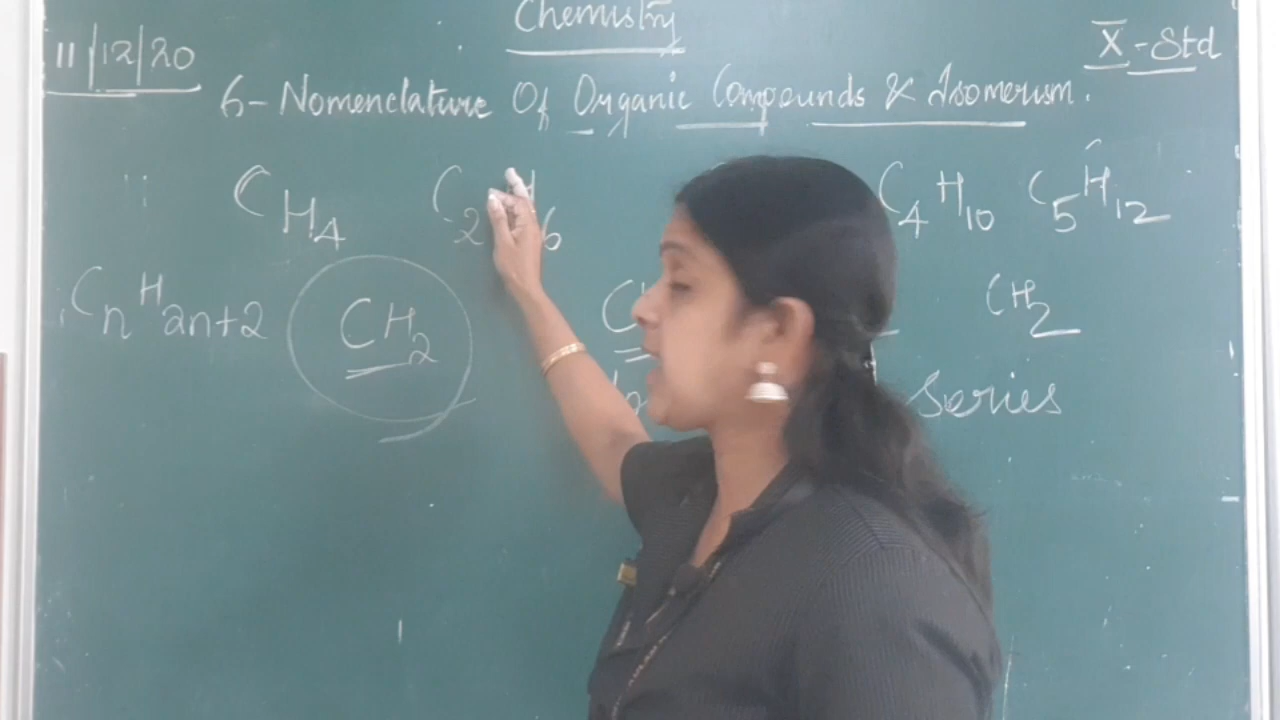 Chemistry
11/12/20
X - Std
6 - Nomenclature Of Organic Compounds & Isomerism.
CH4 C2H6 C4H10 C5H12
CnH2n+2 CH2 CH2
Series